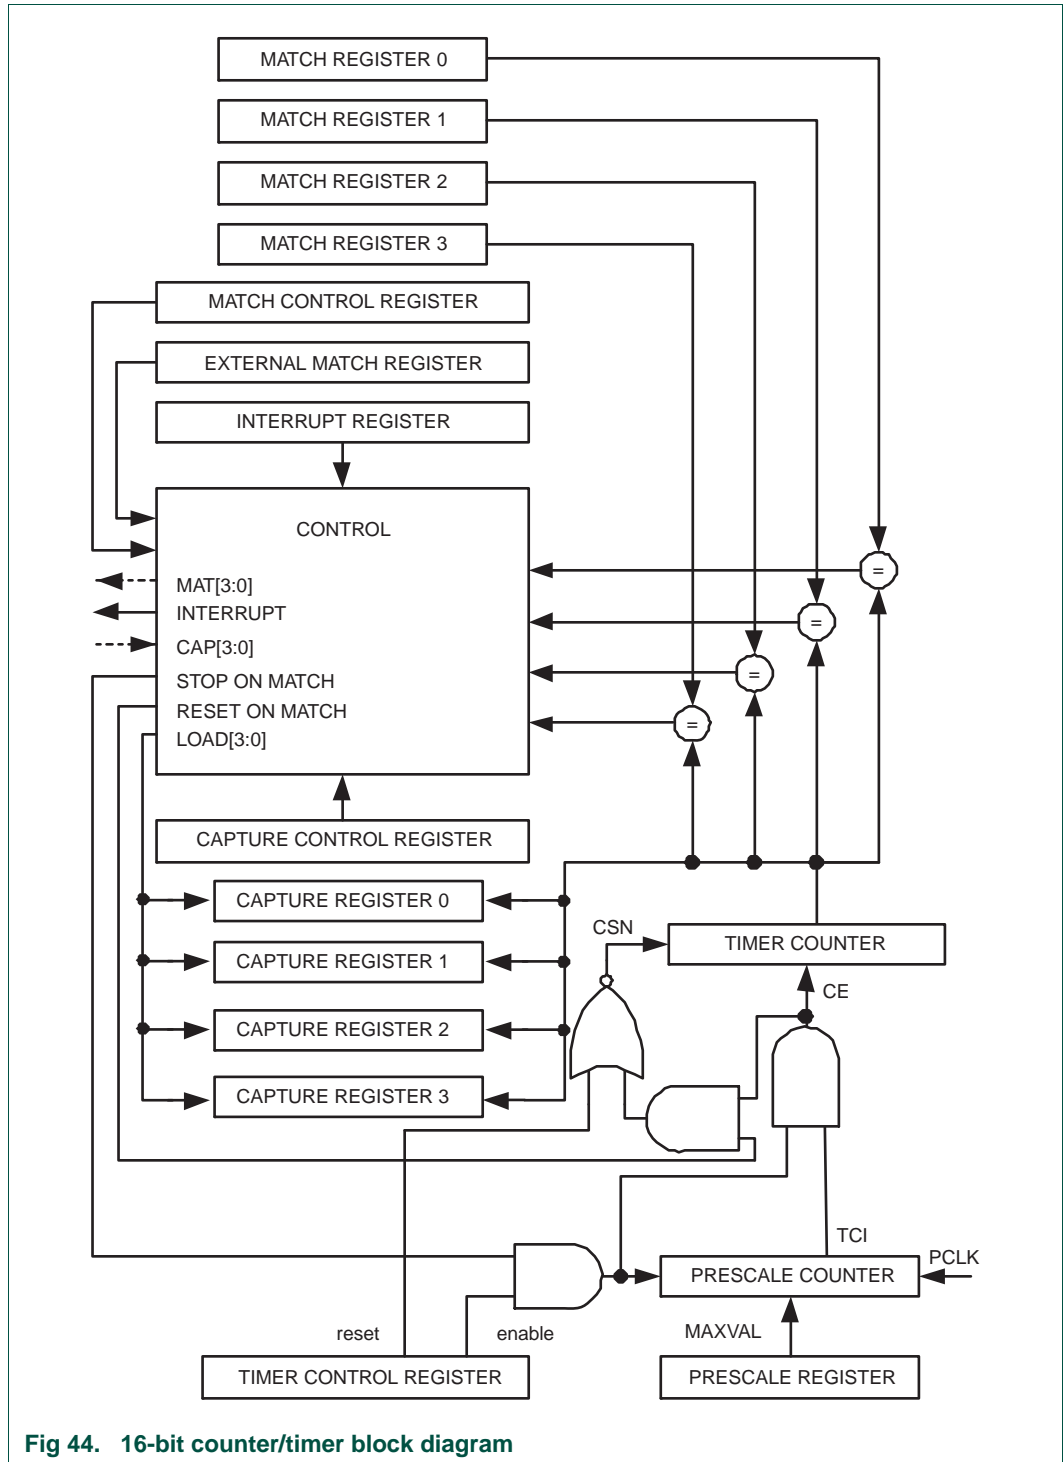 MATCH REGISTER 0
MATCH REGISTER 1
MATCH REGISTER 2
MATCH REGISTER 3
MATCH CONTROL REGISTER
EXTERNAL MATCH REGISTER
INTERRUPT REGISTER
CONTROL
=
=
=
=
MAT[3:0]
INTERRUPT
CAP[3:0]
STOP ON MATCH
RESET ON MATCH
LOAD[3:0]
CAPTURE CONTROL REGISTER
CAPTURE REGISTER 0
CAPTURE REGISTER 1
CAPTURE REGISTER 2
CAPTURE REGISTER 3
CSN
TIMER COUNTER
CE
TCI
PCLK
PRESCALE COUNTER
reset
enable
MAXVAL
TIMER CONTROL REGISTER
PRESCALE REGISTER
Fig 44. 16-bit counter/timer block diagram